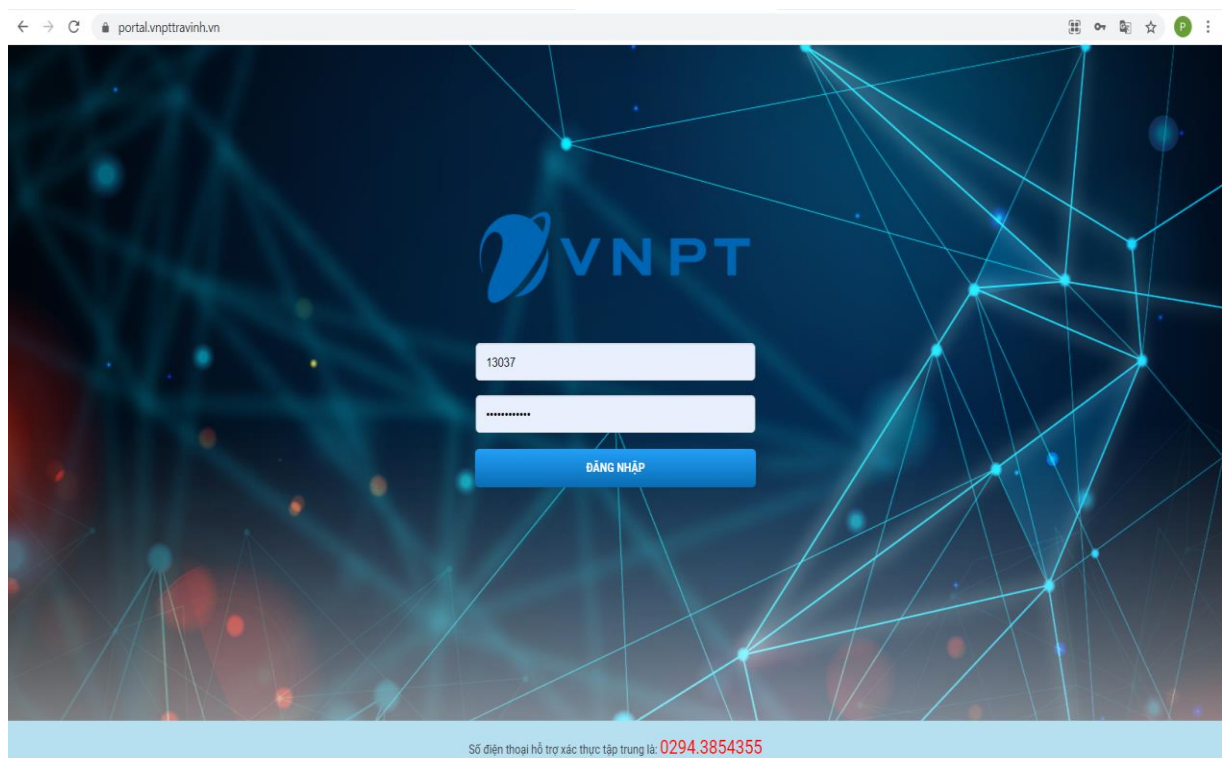 portal.vnpttravinh.vn
P
VNPT
13037
••••••••••••
ĐĂNG NHẬP
Số điện thoại hỗ trợ xác thực tập trung là: 0294.3854355